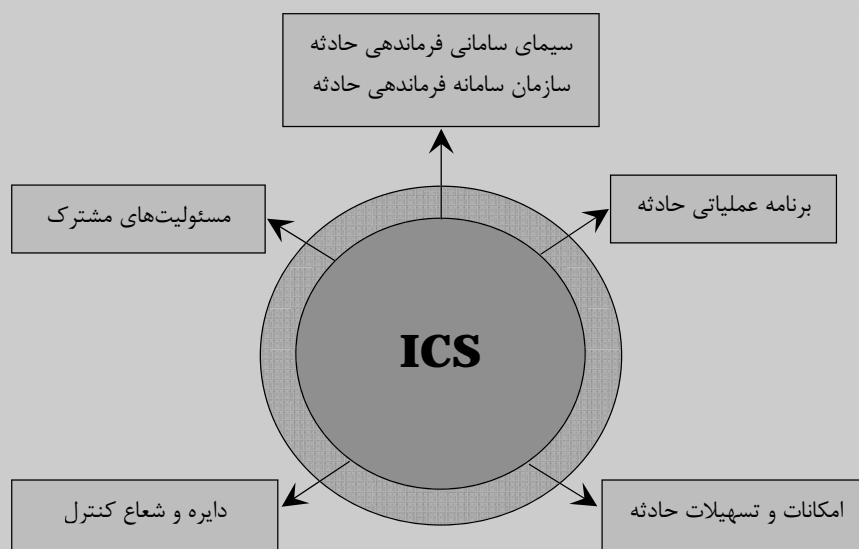 سیمای سامانی فرماندهی حادثه
سازمان سامانه فرماندهی حادثه
برنامه عملیاتی حادثه
مسئولیت‌های مشترک
ICS
امکانات و تسهیلات حادثه
دایره و شعاع کنترل